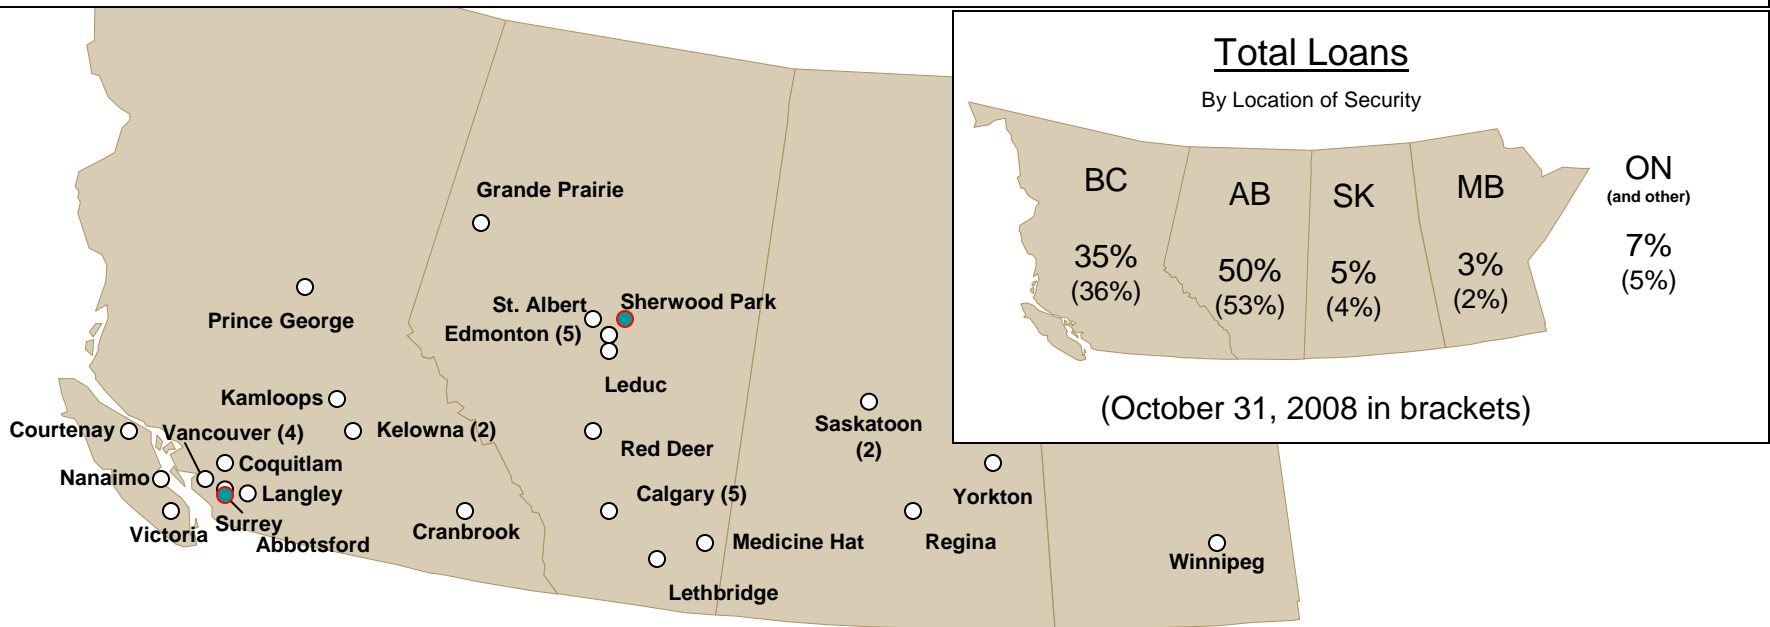 Total Loans
By Location of Security
BC
AB
SK
MB
ON
(and other)
35%
(36%)
50%
(53%)
5%
(4%)
3%
(2%)
7%
(5%)
(October 31, 2008 in brackets)
Grande Prairie
Prince George
St. Albert
Sherwood Park
Edmonton (5)
Leduc
Kamloops
Courtenay
Vancouver (4)
Kelowna (2)
Red Deer
Saskatoon
(2)
Coquitlam
Nanaimo
Langley
Calgary (5)
Yorkton
Victoria
Surrey
Abbotsford
Cranbrook
Medicine Hat
Regina
Winnipeg
Lethbridge